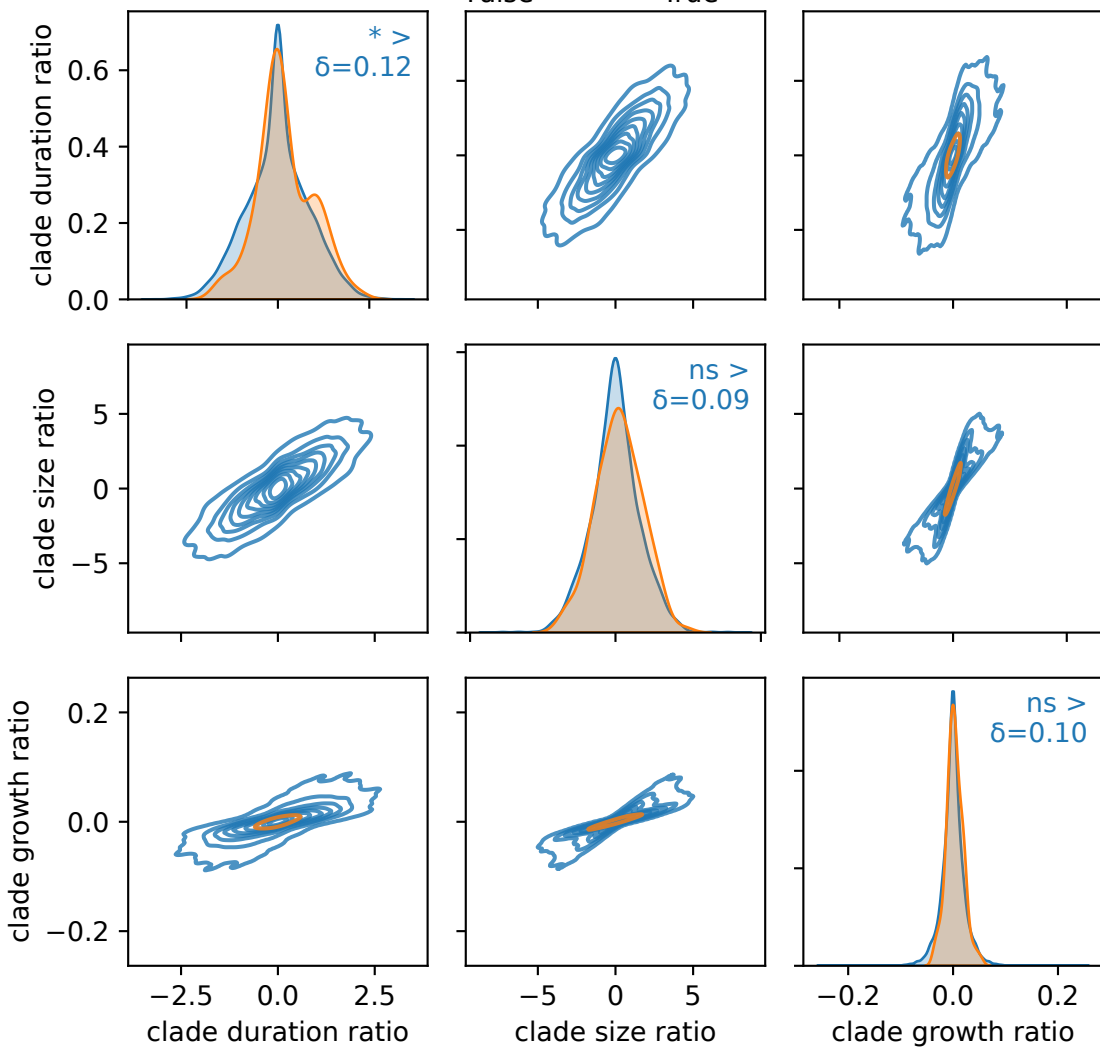 True
clade duration ratio
0.6
0.4
0.2
0.0
* >
δ=0.12
clade size ratio
5
0
−5
ns >
δ=0.09
clade growth ratio
0.2
0.0
−0.2
ns >
δ=0.10
−2.5 0.0 2.5
−5 0 5
−0.2 0.0 0.2
clade duration ratio
clade size ratio
clade growth ratio